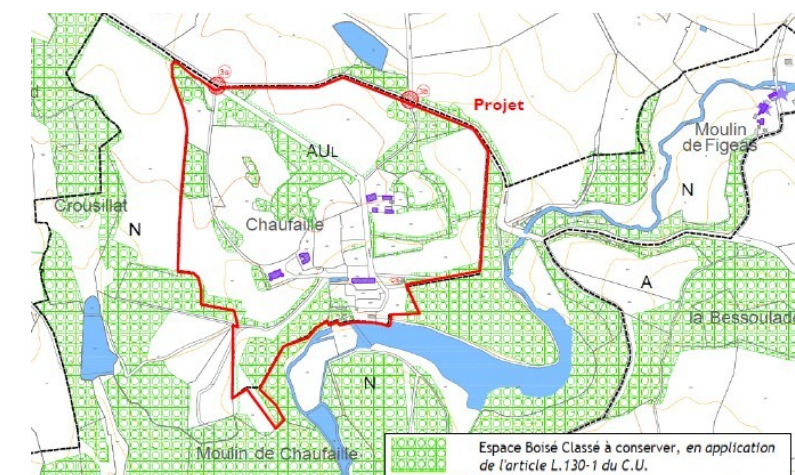 3a
3a
Projet
Moulin
de Figeas
AUL
N
Crousillat
N
Chaufaille
A
la Bessoulade
N
Moulin de Chaufaille
Espace Boisé Classé à conserver, en application
de l'article L.130-1 du C.U.